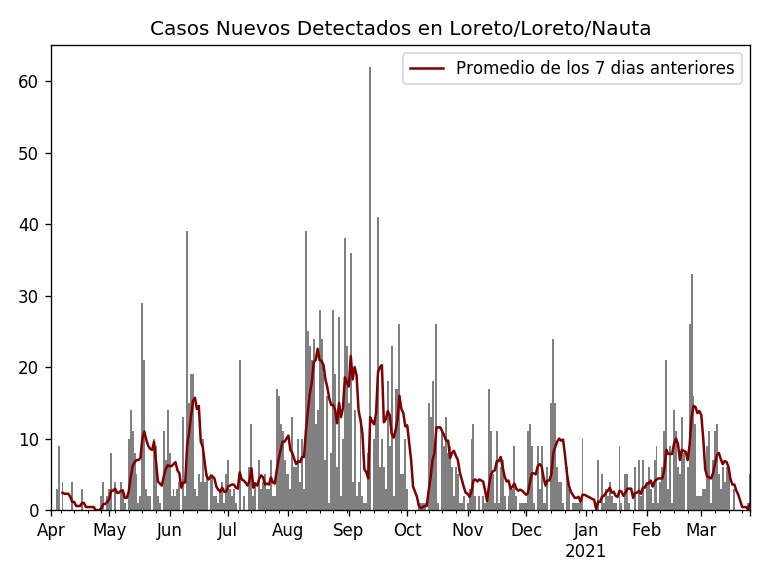 Casos Nuevos Detectados en Loreto/Loreto/Nauta
Promedio de los 7 dias anteriores
60
50
40
30
20
10
0
Apr May Jun Jul Aug Sep Oct Nov Dec Jan Feb Mar
2021